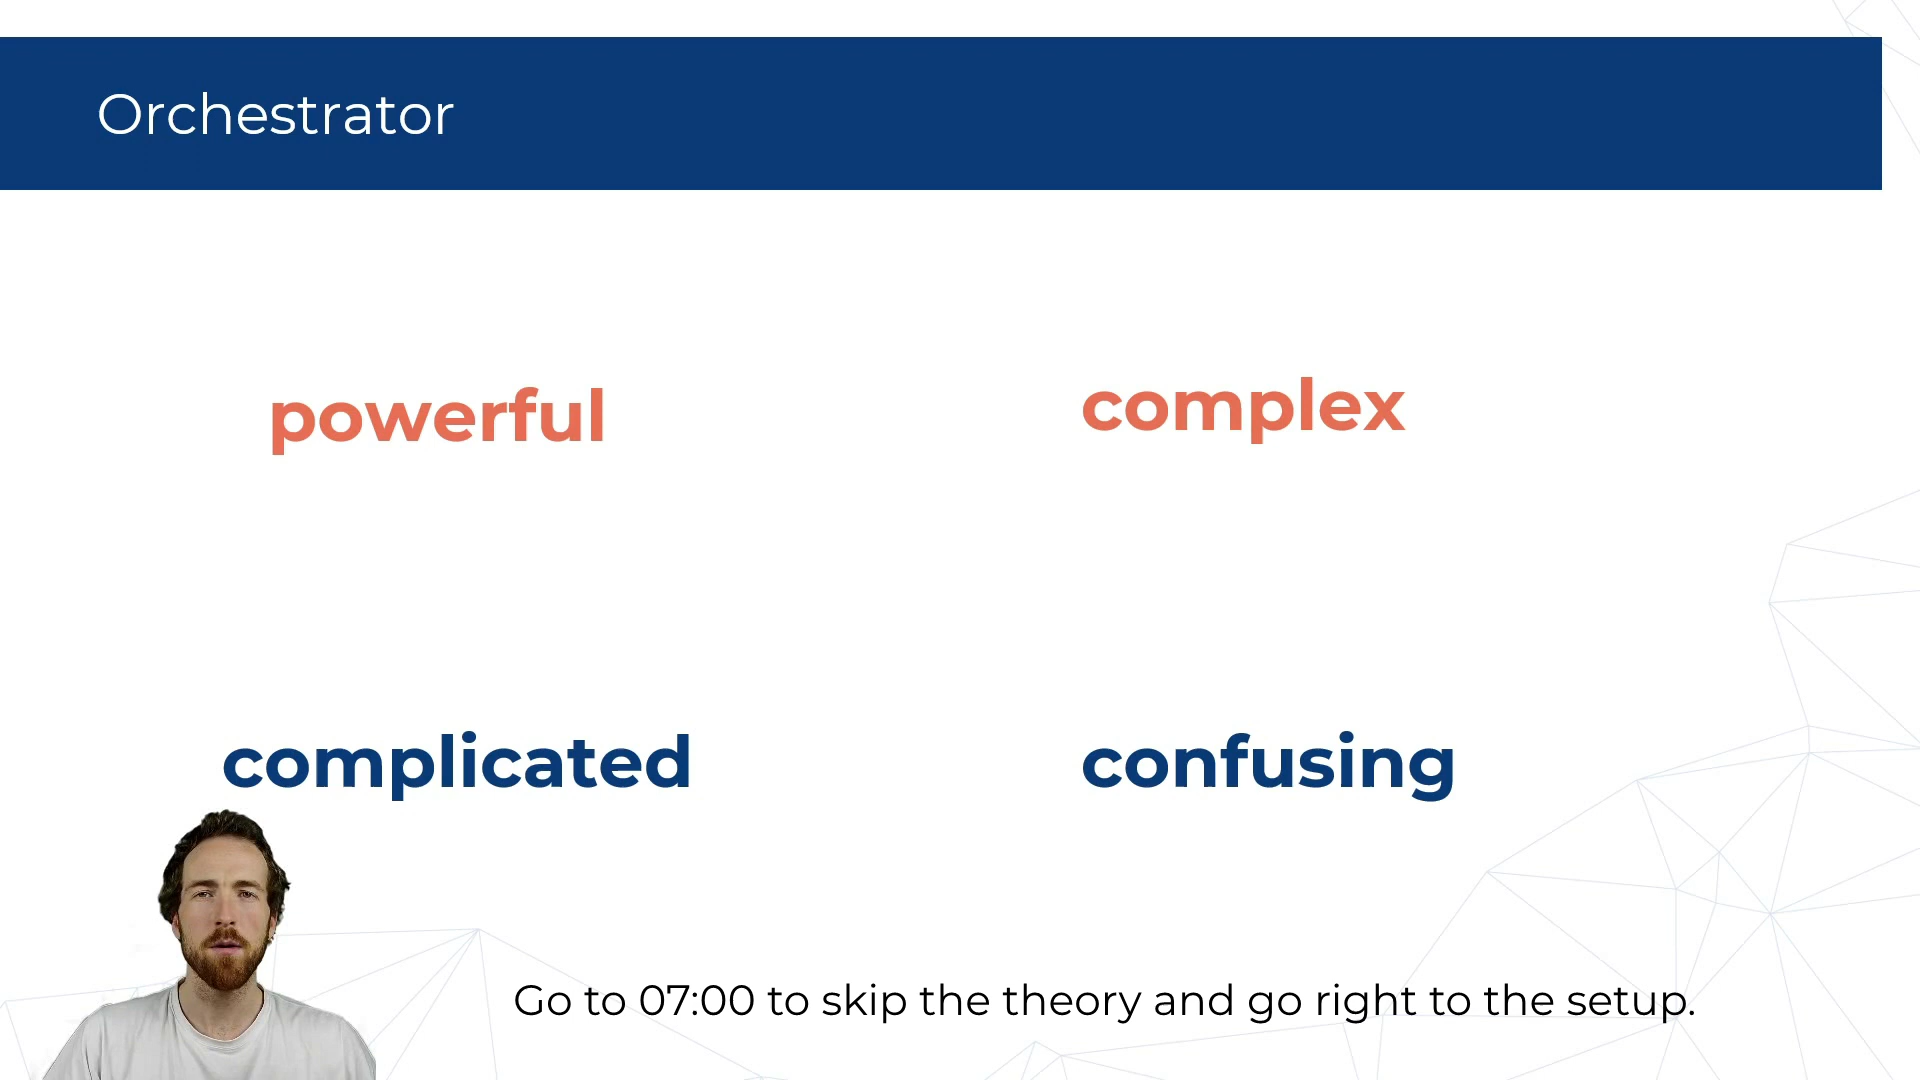 Orchestrator
powerful
complex
complicated
confusing
Go to 07:00 to skip the theory and go right to the setup.